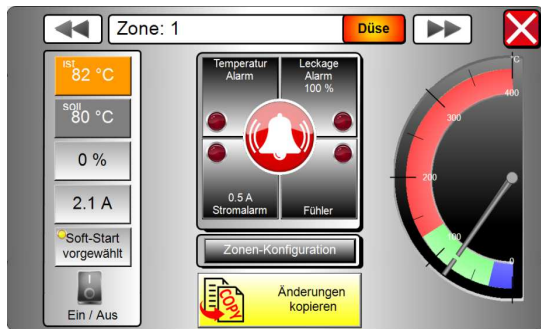 Zone: 1
Düse
IST
82 °C
soll
80 °C
0 %
2.1 A
Soft-Start
vorgewählt
I
Ein / Aus
Temperatur
Alarm
Leckage
Alarm
100 %
0.5 A
Stromalarm
Fühler
Zonen-Konfiguration
COPY
Änderungen
kopieren
°C
400
300
200
100
0